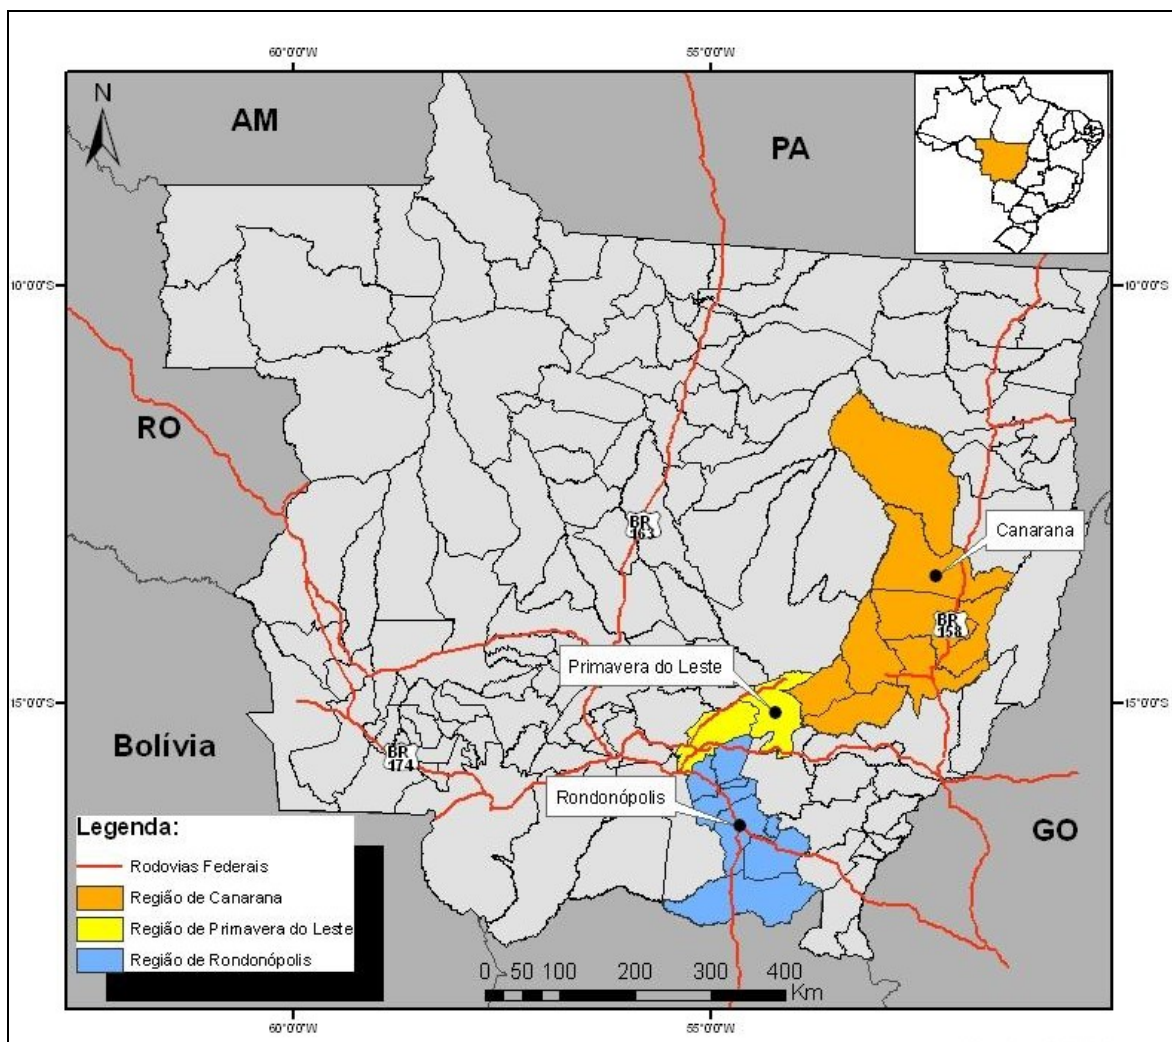 60°0'0"W
55°0'0"W
N
AM
PA
10°0'0"S
10°0'0"S
RO
BR
163
Canarana
BR
158
Primavera do Leste
15°0'0"S
15°0'0"S
Bolívia
BR
174
Rondonópolis
GO
Legenda:
Rodovias Federais
Região de Canarana
Região de Primavera do Leste
Região de Rondonópolis
0 50 100 200 300 400
Km
60°0'0"W
55°0'0"W